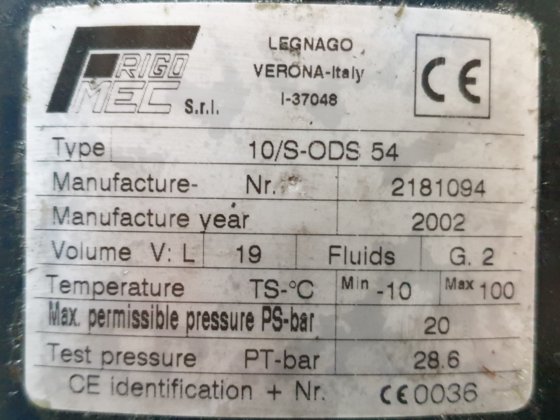 FRIGO LEGNAGO
MEC S.r.l. VERONA-Italy CE
I-37048
Type 10/S-ODS 54
Manufacture- Nr. 2181094
Manufacture year 2002
Volume V: L 19 Fluids G. 2
Temperature TS-°C Min -10 Max 100
Max. permissible pressure PS-bar 20
Test pressure PT-bar 28.6
CE identification + Nr. CE 0036